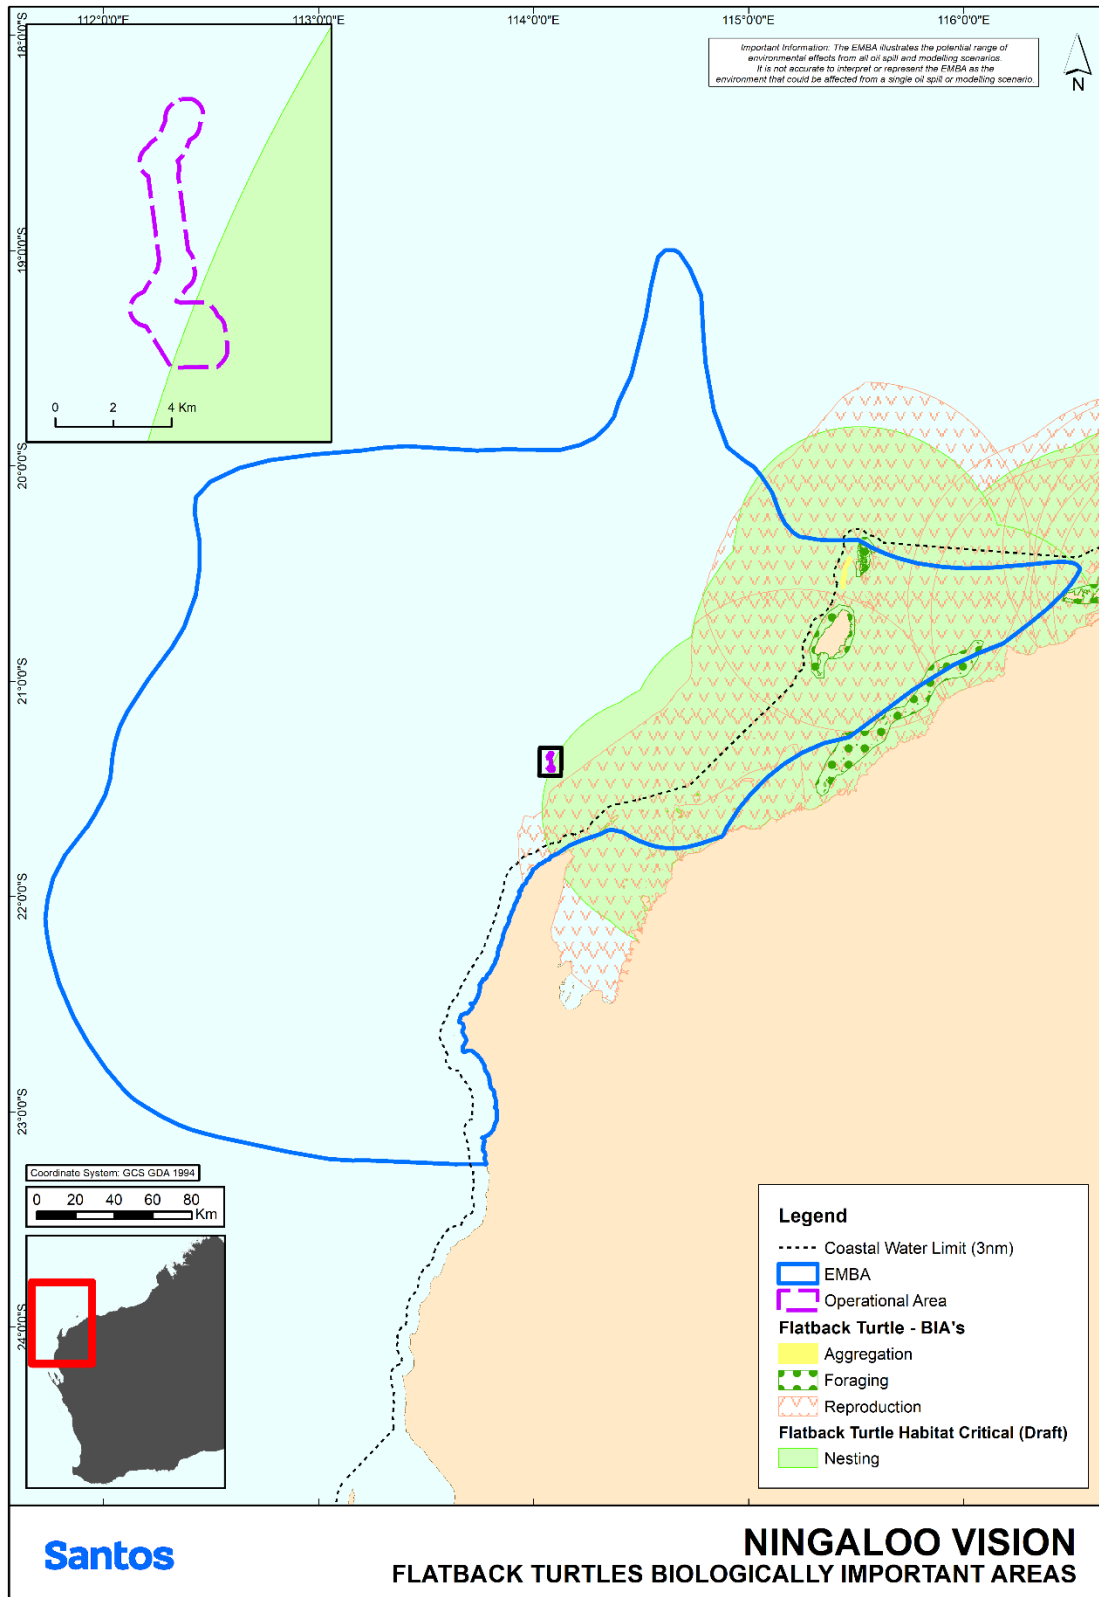 112°0'0"E
113°0'0"E
114°0'0"E
115°0'0"E
116°0'0"E
18°0'0"S
19°0'0"S
20°0'0"S
21°0'0"S
22°0'0"S
23°0'0"S
24°0'0"S
Important Information: The EMBA illustrates the potential range of
environmental effects from all oil spill and modelling scenarios.
It is not accurate to interpret or represent the EMBA as the
environment that could be affected from a single oil spill or modelling scenario.
N
0 2 4 Km
Coordinate System: GCS GDA 1994
0 20 40 60 80
Km
Legend
Coastal Water Limit (3nm)
EMBA
Operational Area
Flatback Turtle - BIA's
Aggregation
Foraging
Reproduction
Flatback Turtle Habitat Critical (Draft)
Nesting
Santos
NINGALOO VISION
FLATBACK TURTLES BIOLOGICALLY IMPORTANT AREAS